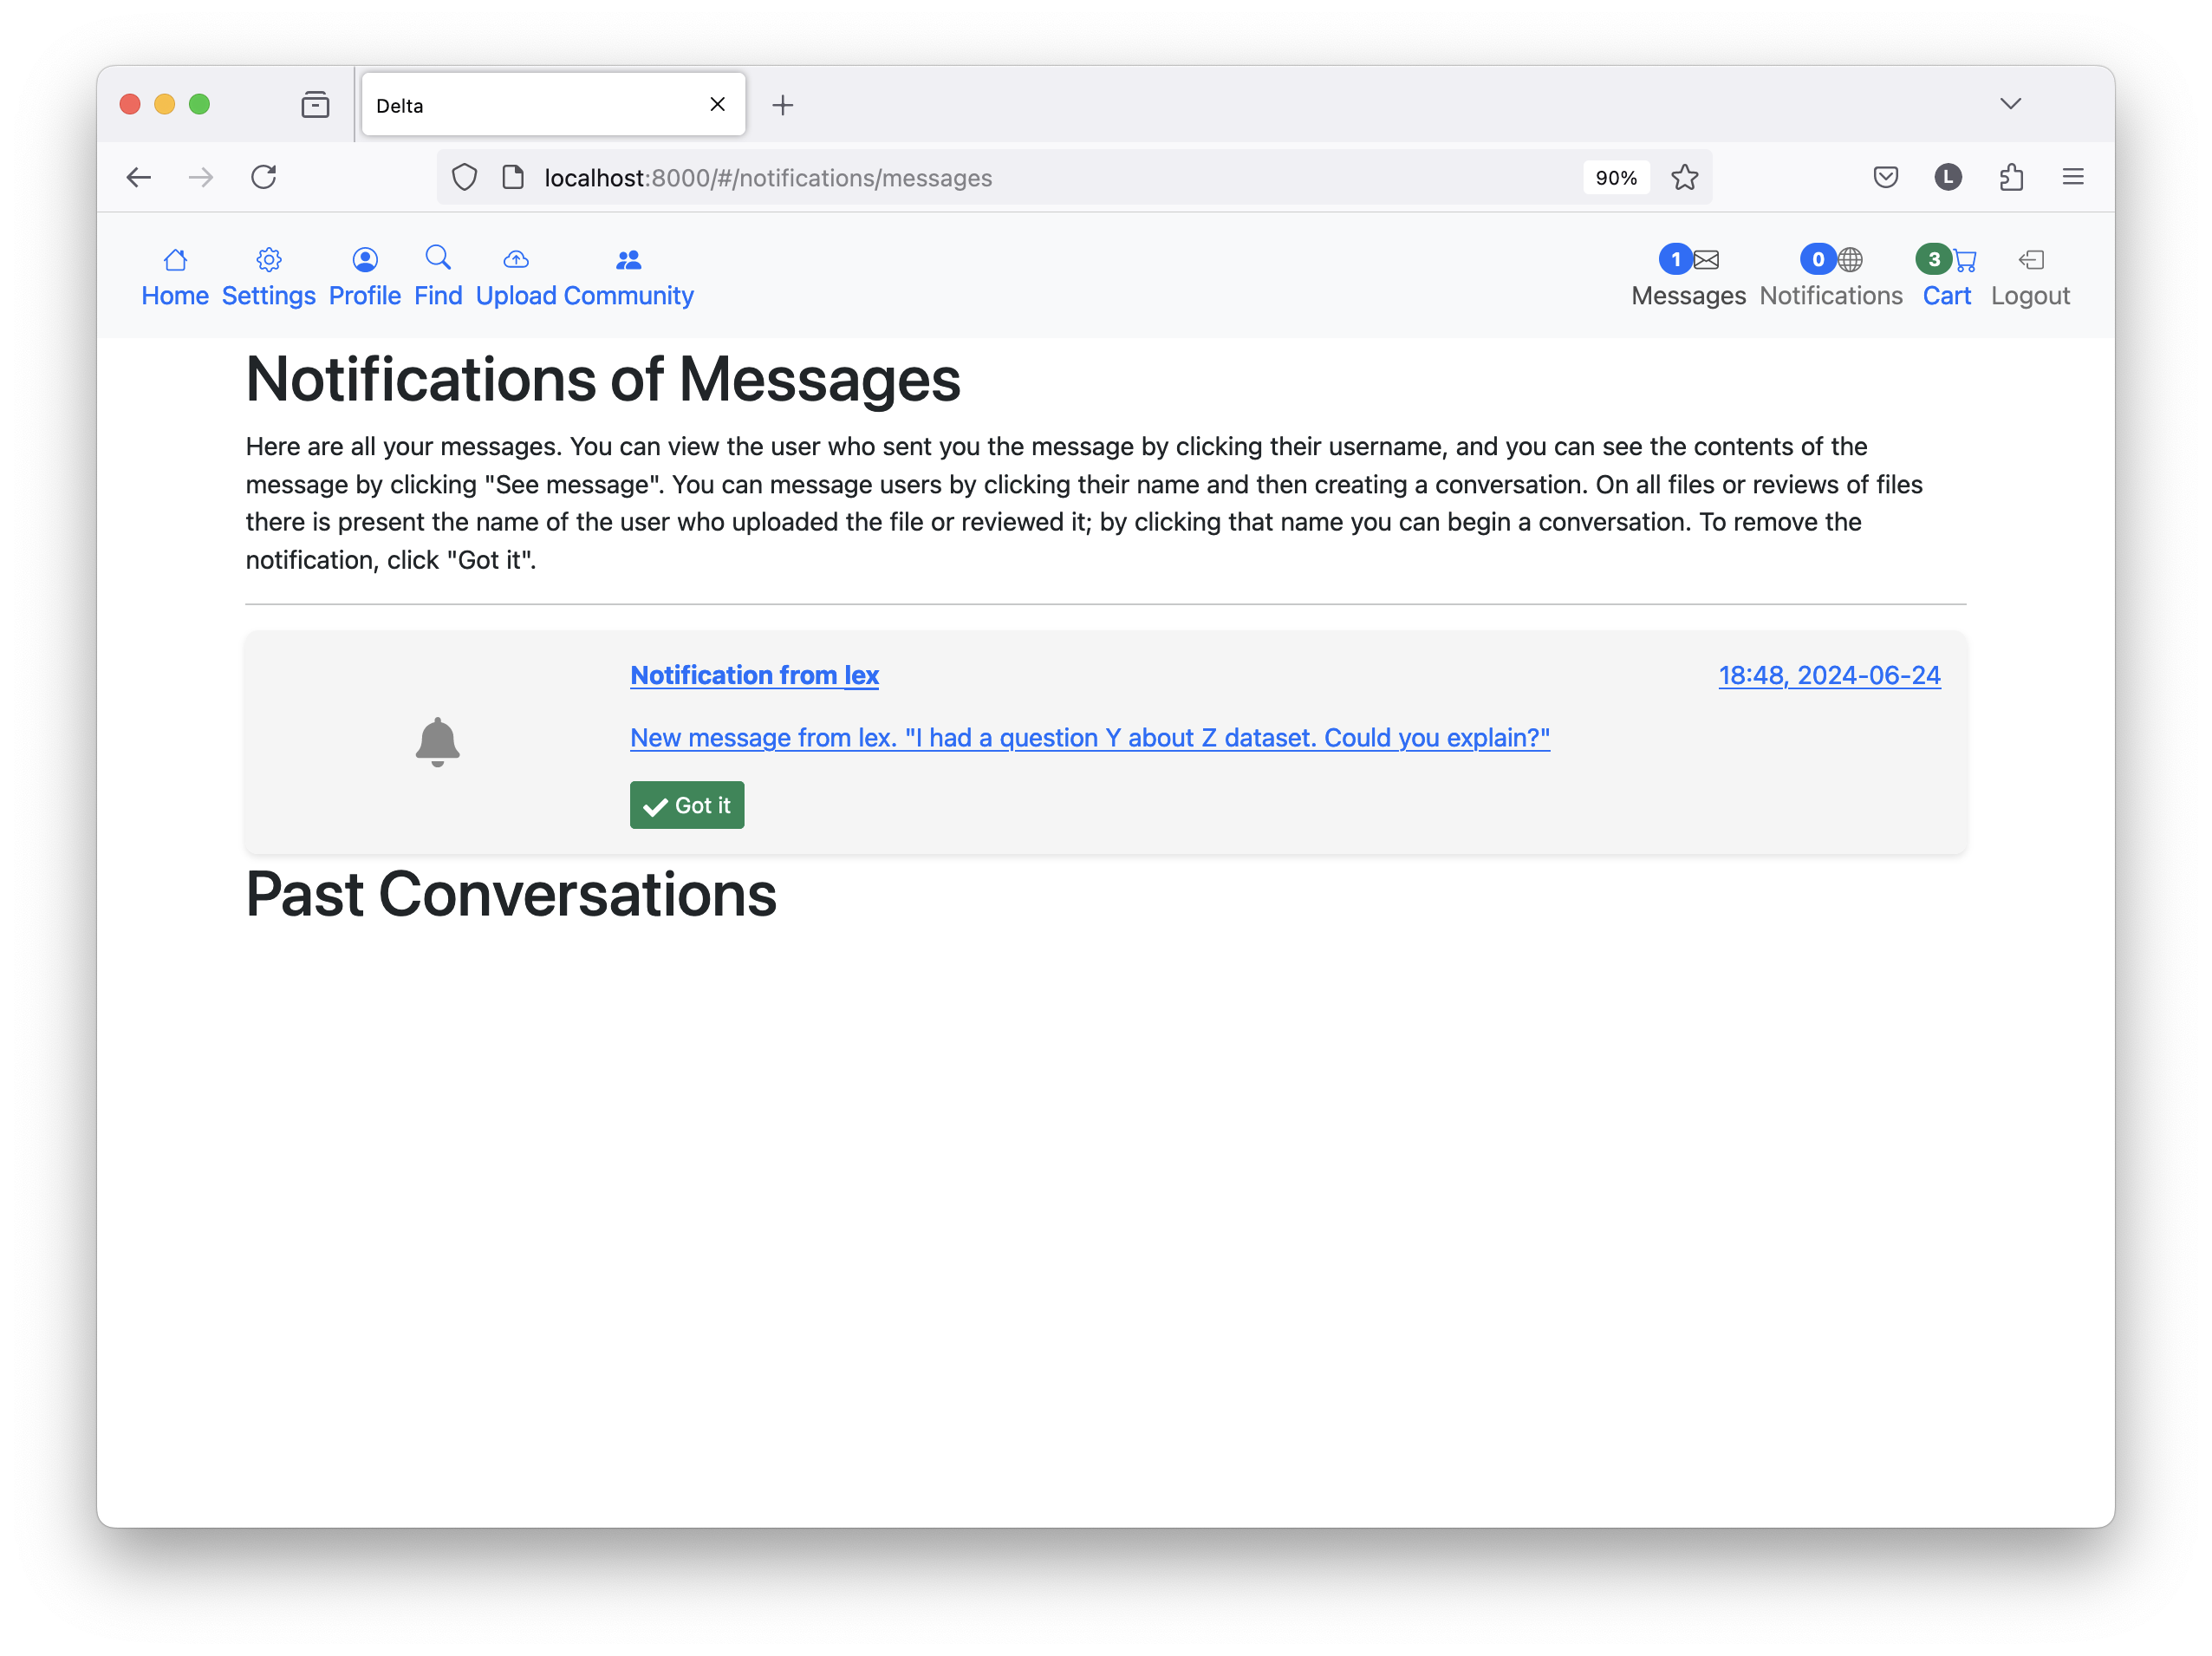 Delta
localhost:8000/#/notifications/messages
90%
L
1
0
3
Home Settings Profile Find Upload Community
Messages Notifications Cart Logout
Notifications of Messages
Here are all your messages. You can view the user who sent you the message by clicking their username, and you can see the contents of the
message by clicking "See message". You can message users by clicking their name and then creating a conversation. On all files or reviews of files
there is present the name of the user who uploaded the file or reviewed it; by clicking that name you can begin a conversation. To remove the
notification, click "Got it".
Notification from lex
18:48, 2024-06-24
New message from lex. "I had a question Y about Z dataset. Could you explain?"
Got it
Past Conversations